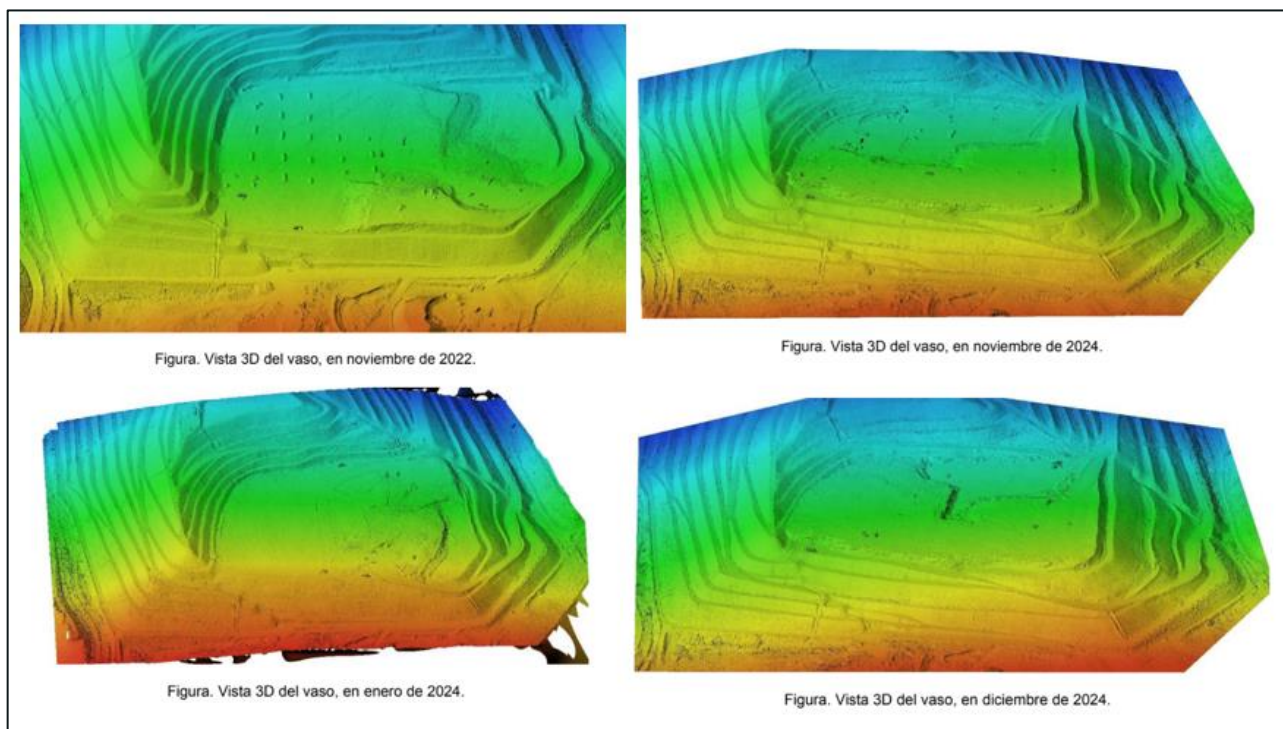 Figura. Vista 3D del vaso, en noviembre de 2022.
Figura. Vista 3D del vaso, en noviembre de 2024.
Figura. Vista 3D del vaso, en enero de 2024.
Figura. Vista 3D del vaso, en diciembre de 2024.